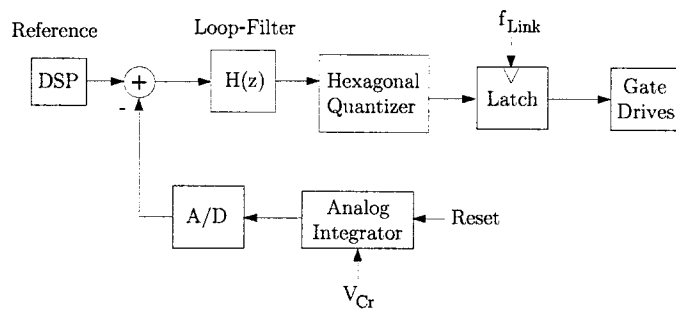 Reference
Loop-Filter
f_Link
DSP
+
-
H(z)
Hexagonal
Quantizer
Latch
Gate
Drives
A/D
Analog
Integrator
Reset
V_Cr